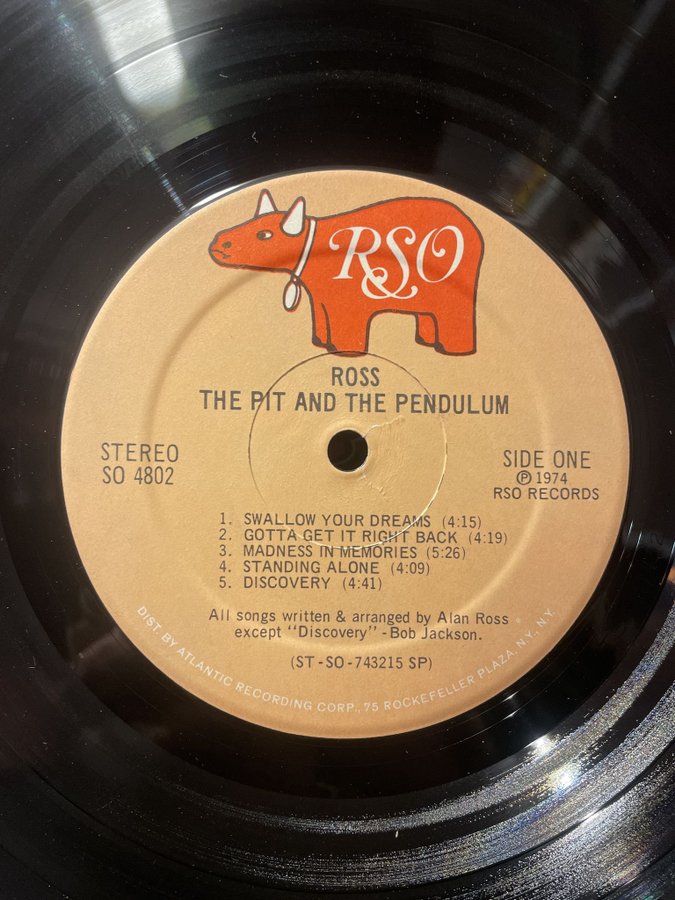 RSO
ROSS
THE PIT AND THE PENDULUM
STEREO
SO 4802
SIDE ONE
℗ 1974
RSO RECORDS
1. SWALLOW YOUR DREAMS (4:15)
2. GOTTA GET IT RIGHT BACK (4:19)
3. MADNESS IN MEMORIES (5:26)
4. STANDING ALONE (4:09)
5. DISCOVERY (4:41)
All songs written & arranged by Alan Ross
except "Discovery" - Bob Jackson.
(ST-SO-743215 SP)
DIST. BY ATLANTIC RECORDING CORP., 75 ROCKEFELLER PLAZA, N.Y., N.Y.